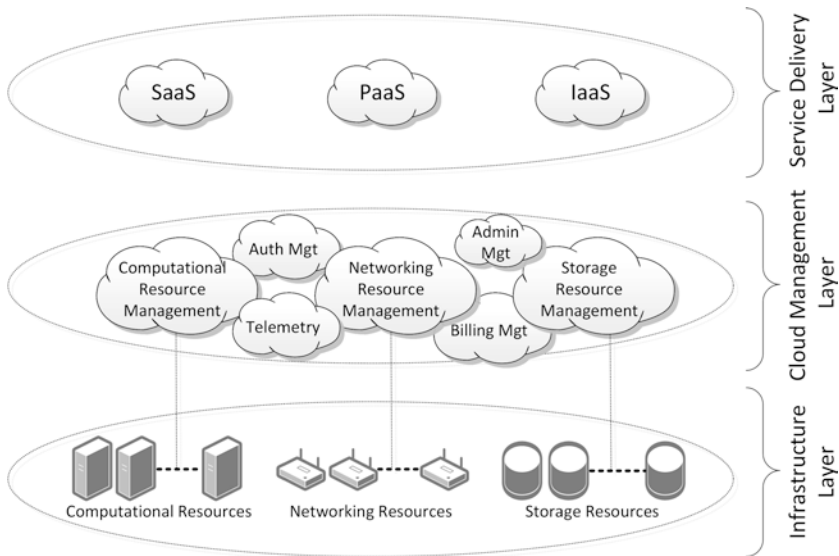 SaaS
PaaS
IaaS
Service Delivery
Layer
Auth Mgt
Admin
Mgt
Computational
Resource
Management
Networking
Resource
Management
Storage
Resource
Management
Telemetry
Billing Mgt
Cloud Management
Layer
Computational Resources
Networking Resources
Storage Resources
Infrastructure
Layer